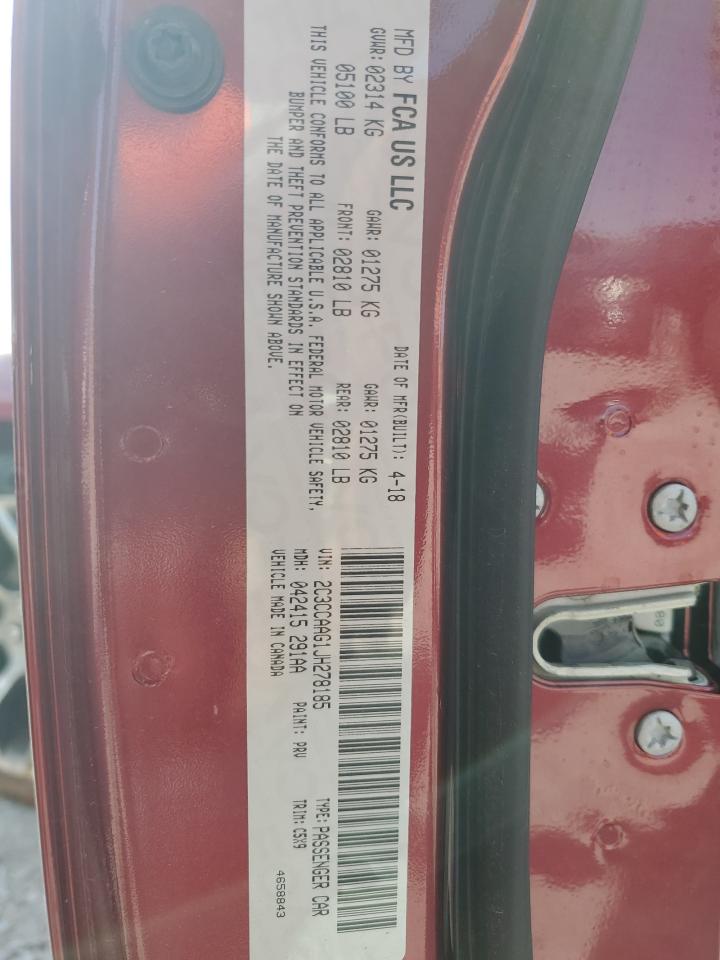 MFD BY FCA US LLC
DATE OF MFR(BUILT): 4-18
GVWR: 02314 KG GAWR: 01275 KG GAWR: 01275 KG
05100 LB FRONT: 02810 LB REAR: 02810 LB
THIS VEHICLE CONFORMS TO ALL APPLICABLE U.S.A. FEDERAL MOTOR VEHICLE SAFETY,
BUMPER AND THEFT PREVENTION STANDARDS IN EFFECT ON
THE DATE OF MANUFACTURE SHOWN ABOVE.
VIN: 2C3CCAAG1JH278185 TYPE: PASSENGER CAR
MDH: 042415 291AA PAINT: PRV TRIM: C5X9
VEHICLE MADE IN CANADA
4658843